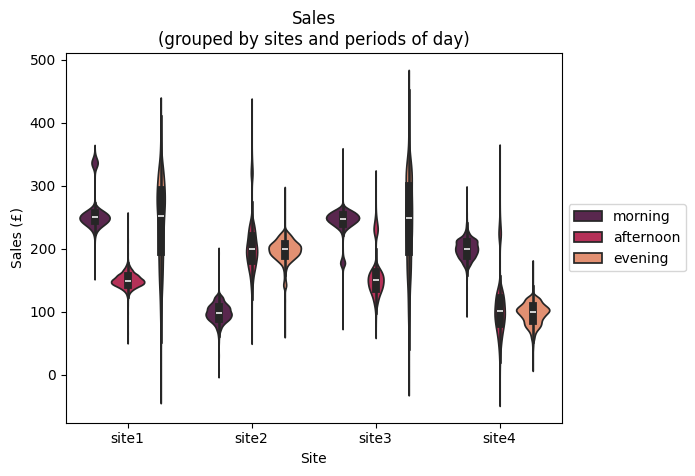 Sales
(grouped by sites and periods of day)
500
400
300
200
100
0
Sales (£)
site1 site2 site3 site4
Site
morning
afternoon
evening